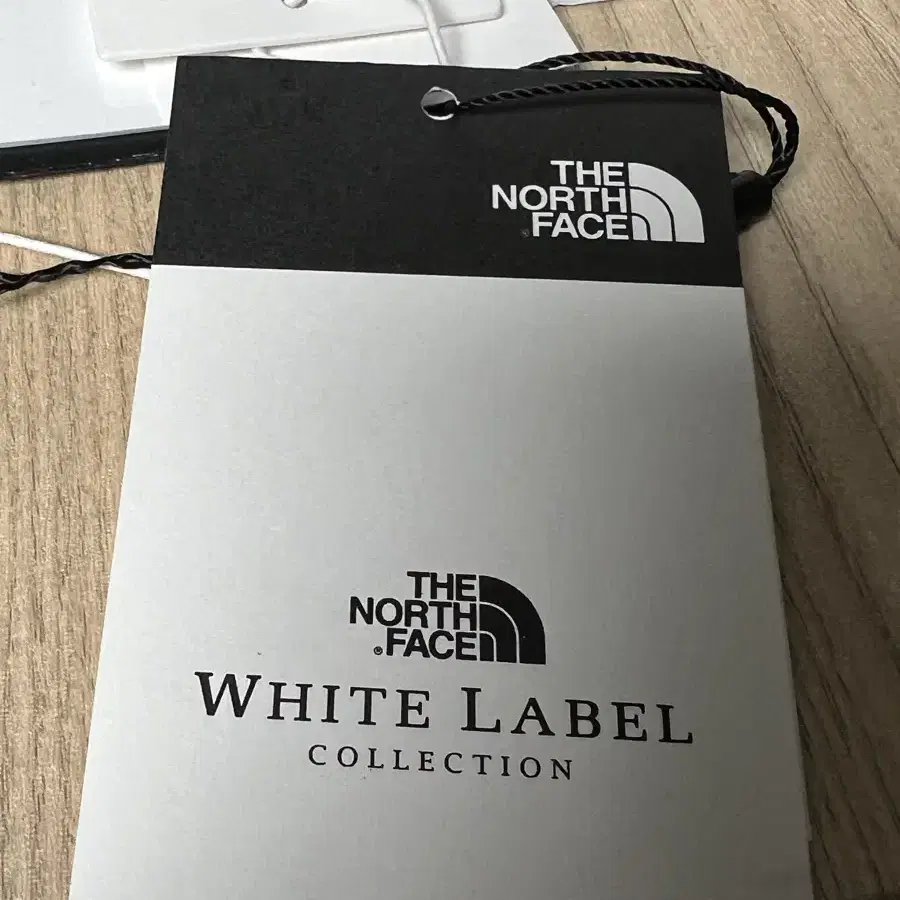 THE
NORTH
FACE
THE
NORTH
FACE®
WHITE LABEL
COLLECTION